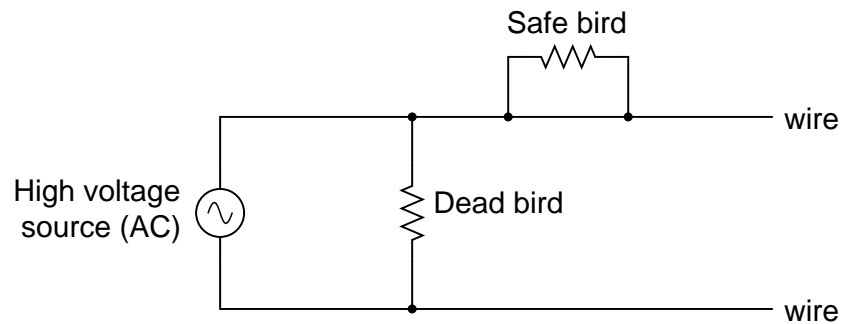 Safe bird
wire
High voltage
source (AC)
Dead bird
wire